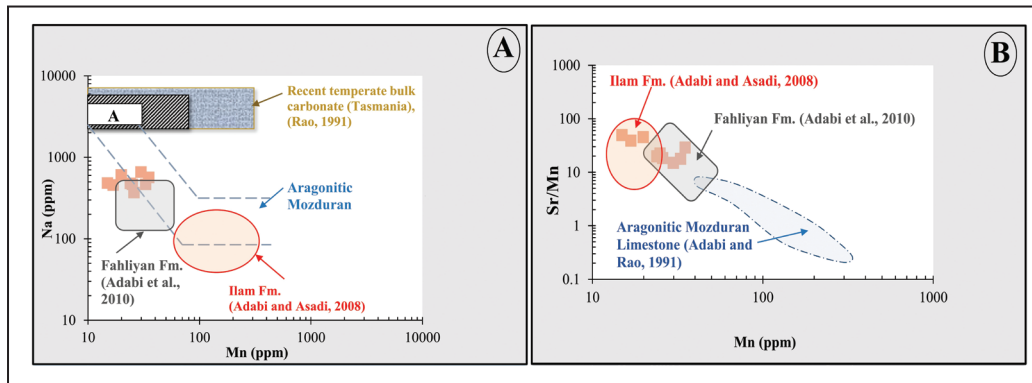 A
10000
1000
100
10
Na (ppm)
A
Recent temperate bulk
carbonate (Tasmania),
(Rao, 1991)
Aragonitic
Mozduran
Fahliyan Fm.
(Adabi et al.,
2010)
Ilam Fm.
(Adabi and Asadi, 2008)
10
100
1000
10000
Mn (ppm)
B
1000
100
10
1
0.1
Sr/Mn
Ilam Fm. (Adabi and Asadi, 2008)
Fahliyan Fm. (Adabi et al., 2010)
Aragonitic Mozduran
Limestone (Adabi and
Rao, 1991)
10
100
1000
Mn (ppm)